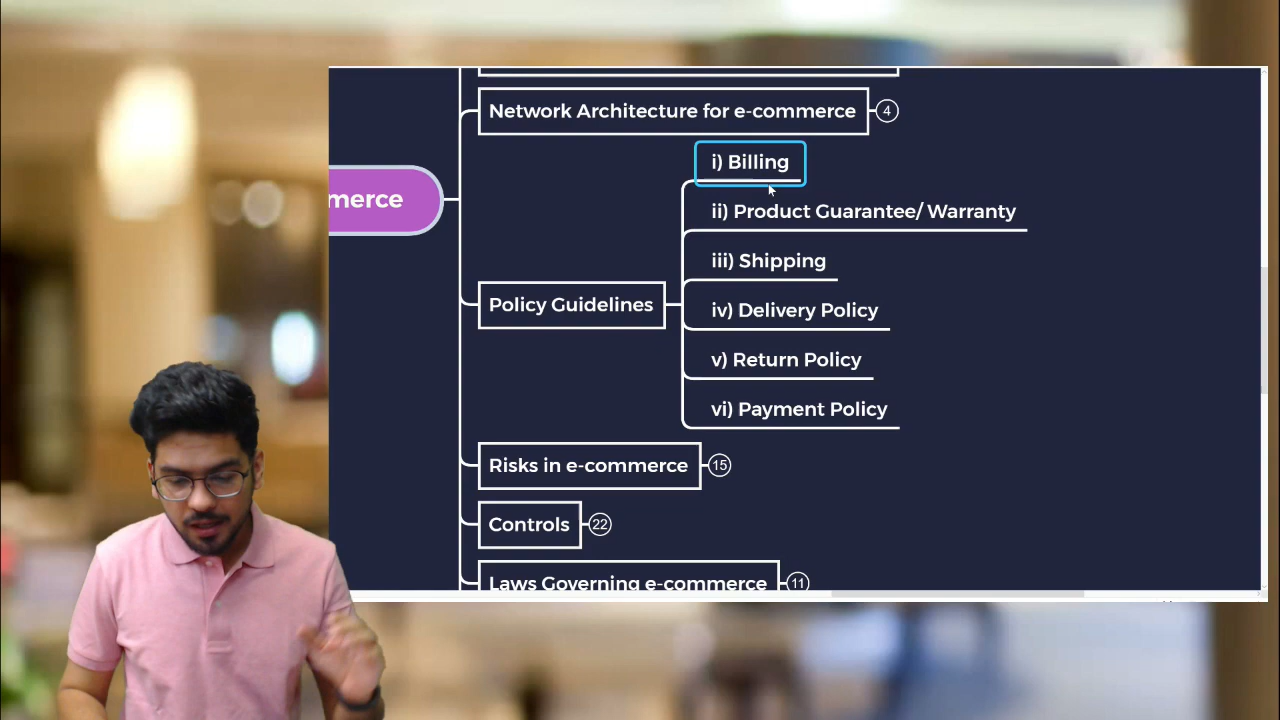 Network Architecture for e-commerce 4
merce
i) Billing
ii) Product Guarantee/ Warranty
iii) Shipping
Policy Guidelines
iv) Delivery Policy
v) Return Policy
vi) Payment Policy
Risks in e-commerce 15
Controls 22
Laws Governing e-commerce 11